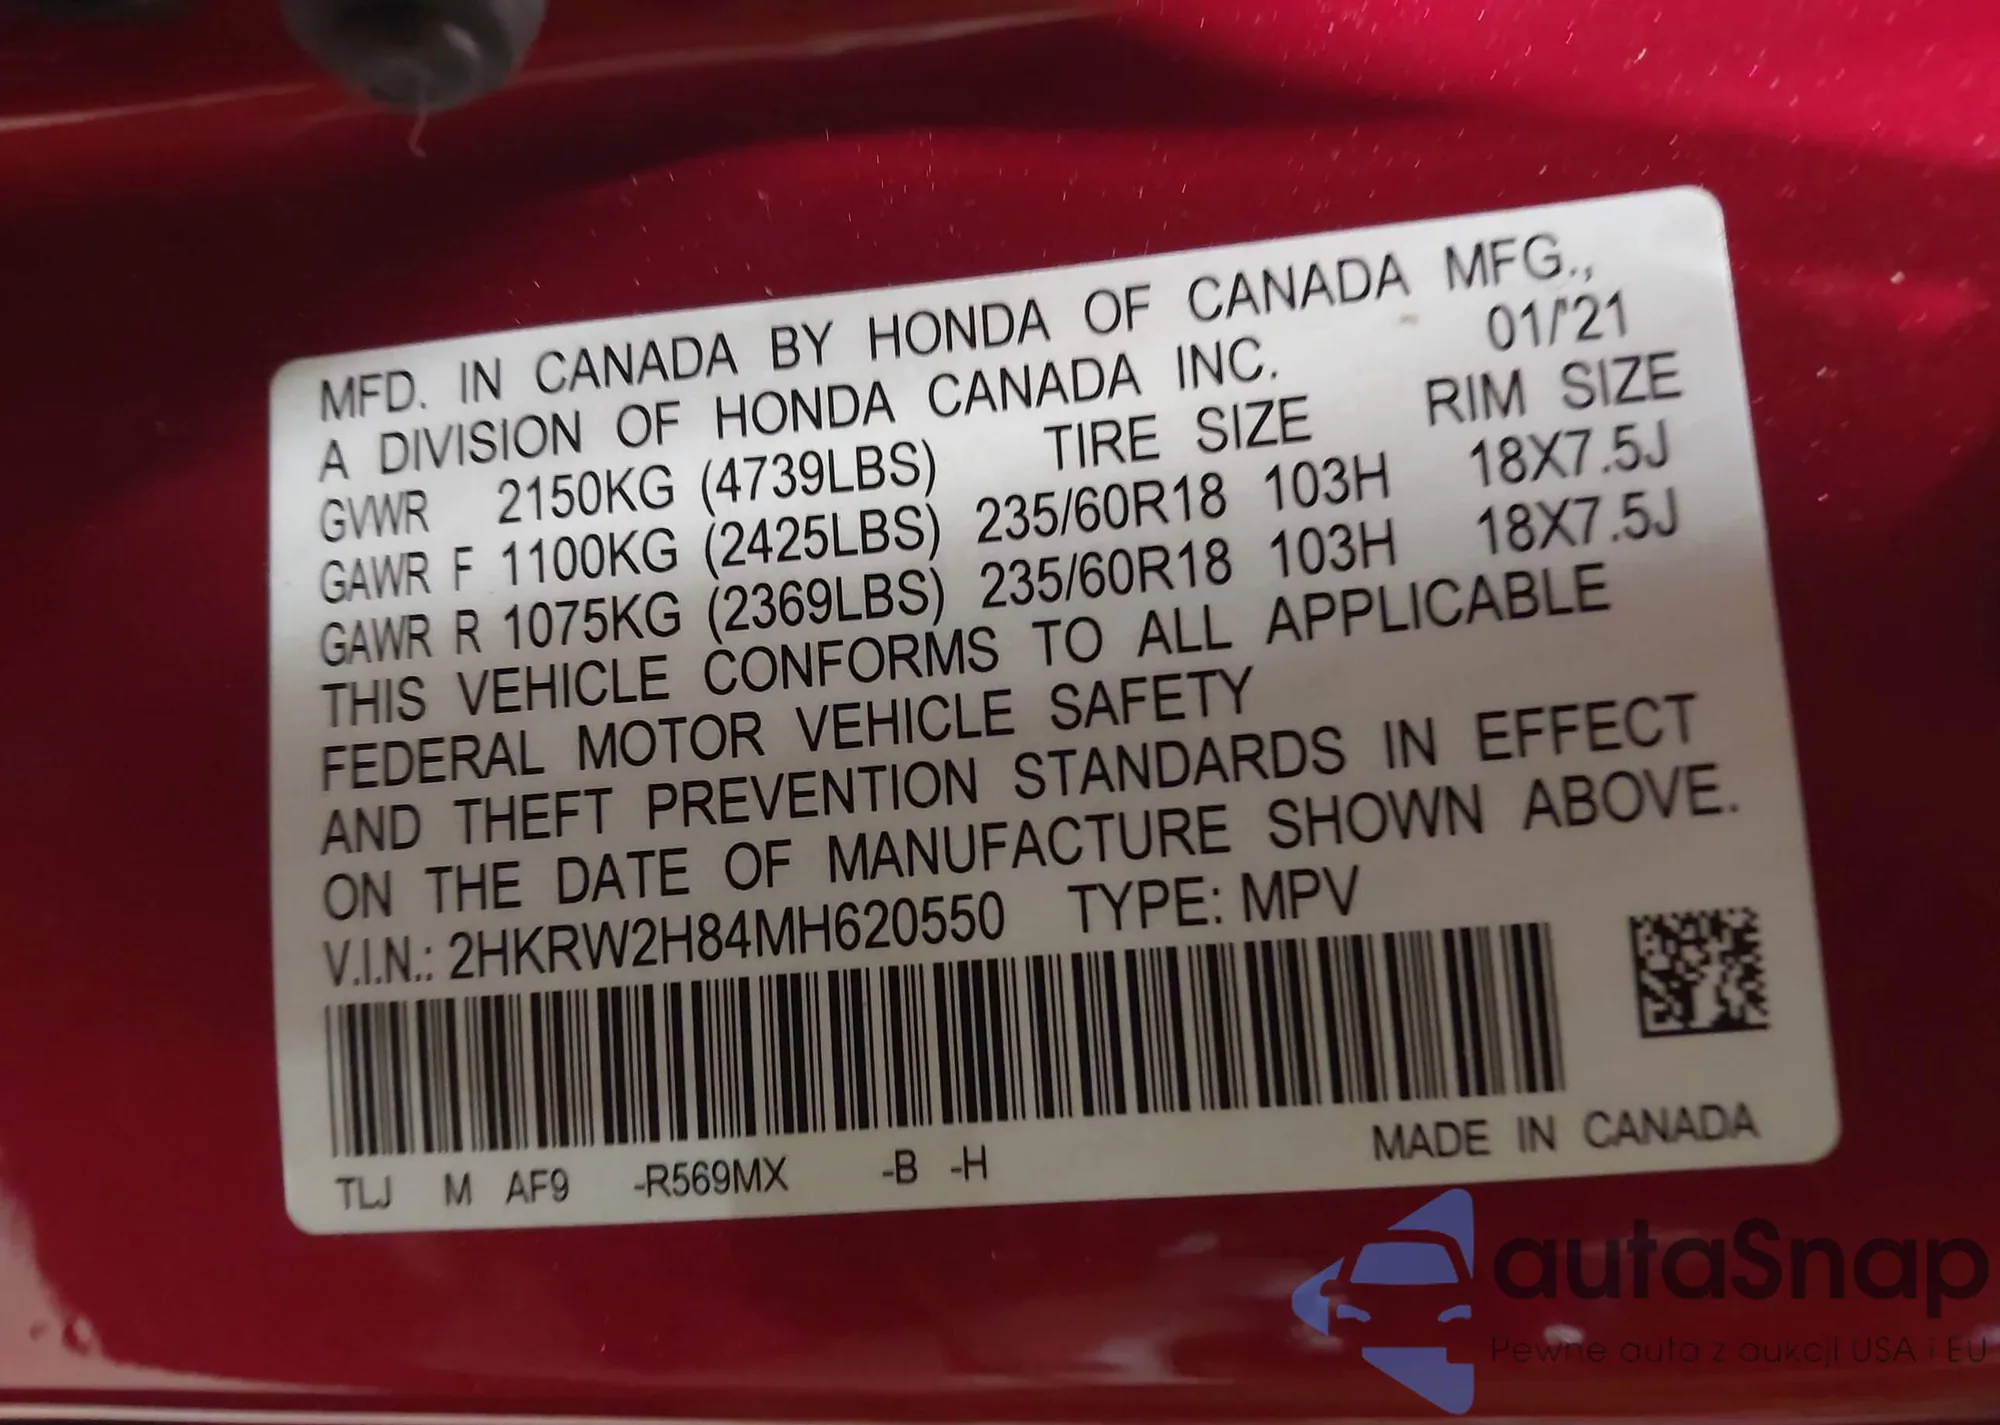 MFD. IN CANADA BY HONDA OF CANADA MFG.,
A DIVISION OF HONDA CANADA INC. 01/'21
GVWR 2150KG (4739LBS) TIRE SIZE RIM SIZE
GAWR F 1100KG (2425LBS) 235/60R18 103H 18X7.5J
GAWR R 1075KG (2369LBS) 235/60R18 103H 18X7.5J
THIS VEHICLE CONFORMS TO ALL APPLICABLE
FEDERAL MOTOR VEHICLE SAFETY
AND THEFT PREVENTION STANDARDS IN EFFECT
ON THE DATE OF MANUFACTURE SHOWN ABOVE.
V.I.N.: 2HKRW2H84MH620550 TYPE: MPV
TLJ M AF9 -R569MX -B -H MADE IN CANADA
autaSnap
Pewne auta z aukcji USA i EU